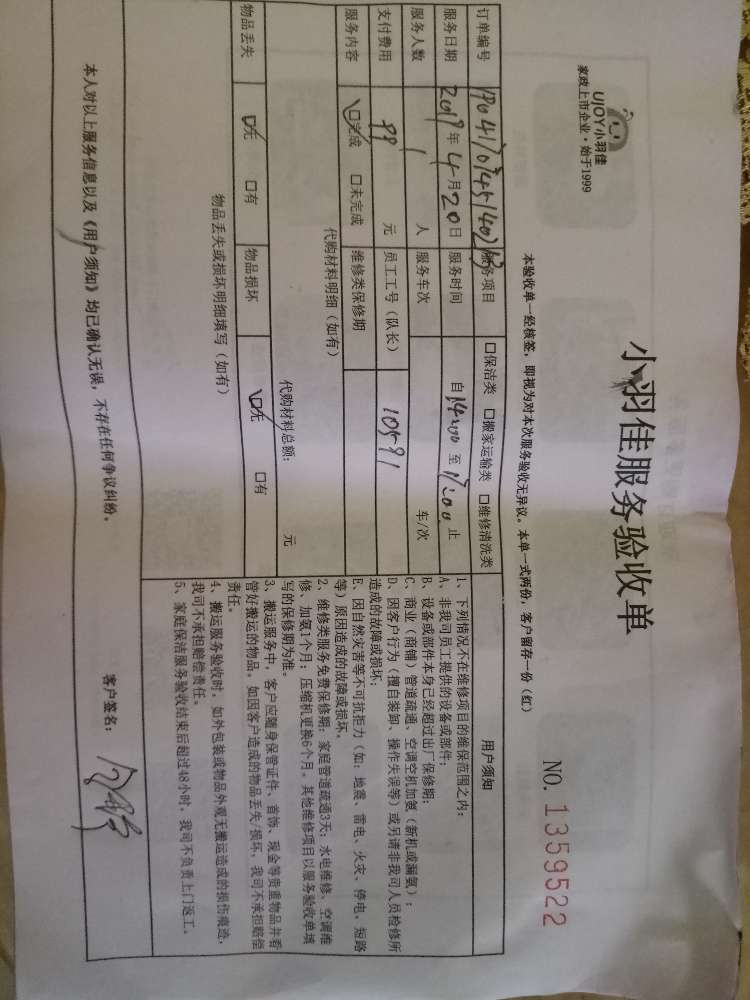 UJOY小羽佳
家政上市企业·始于1999
小羽佳服务验收单
NO. 1359522
本验收单一经核签,即视为对本次服务验收无异议。本单一式两份,客户留存一份(红)
订单编号 服务项目 □保洁类 □搬家运输类 □维修清洗类
服务日期 2019年4月20日 服务时间 自14:00至17:00止
服务人数 1 人 服务车次 车/次
支付费用 99 元 员工工号(队长) 10591
服务内容 ☑完成 □未完成 维修类保修期
代购材料明细(如有)
代购材料总额: 元
物品丢失 ☑无 □有 物品损坏 ☑无 □有
物品丢失或损坏明细填写(如有)
用户须知
1、下列情况不在维修项目的维保范围之内:
A、非我司员工提供的设备或部件;
B、设备或部件本身已经超过出厂保修期;
C、商业(商铺)管道疏通、空调空机加氨(新机或漏氨);
D、因客户行为(擅自装卸、操作失误等)或另请非我司人员检修所
造成的故障或损坏;
E、因自然灾害等不可抗拒力(如:地震、雷电、火灾、停电、短路
等)原因造成的故障或损坏。
2、维修类服务免费保修期:家庭管道疏通3天;水电维修、空调维
修、加氨1个月;压缩机更换6个月。其他维修项目以服务验收单填
写的保修期为准。
3、搬运服务中,客户应随身保管证件、首饰、现金等贵重物品并看
管好搬运的物品。如因客户造成的物品丢失/损坏,我司不承担赔偿
责任。
4、搬运服务验收时,如外包装或物品外观无搬运造成的损伤痕迹,
我司不承担赔偿责任。
5、家庭保洁服务验收结束后超过48小时,我司不负责上门返工。
本人对以上服务信息以及《用户须知》均已确认无误,不存在任何争议纠纷。
客户签名: